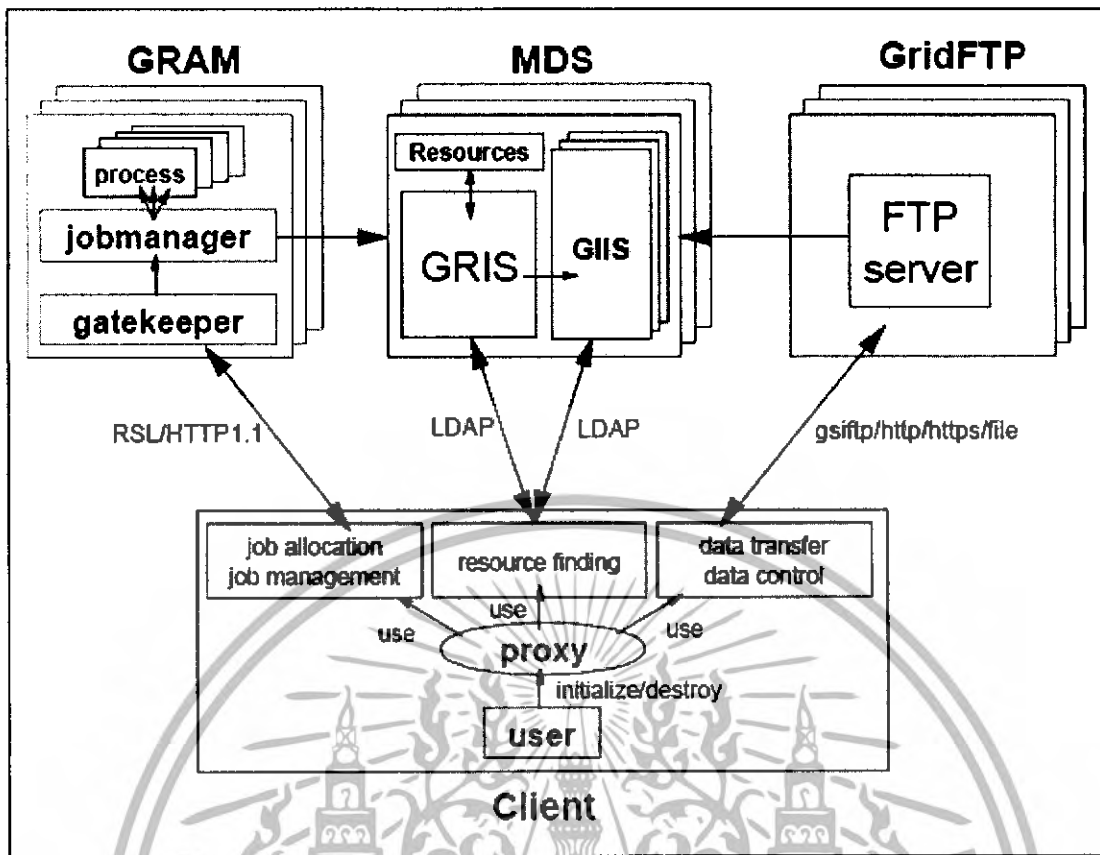 GRAM
MDS
GridFTP
process
jobmanager
gatekeeper
Resources
GRIS
GIIS
FTP
server
RSL/HTTP1.1
LDAP
LDAP
gsiftp/http/https/file
job allocation
job management
resource finding
data transfer
data control
use
use
use
proxy
initialize/destroy
user
Client